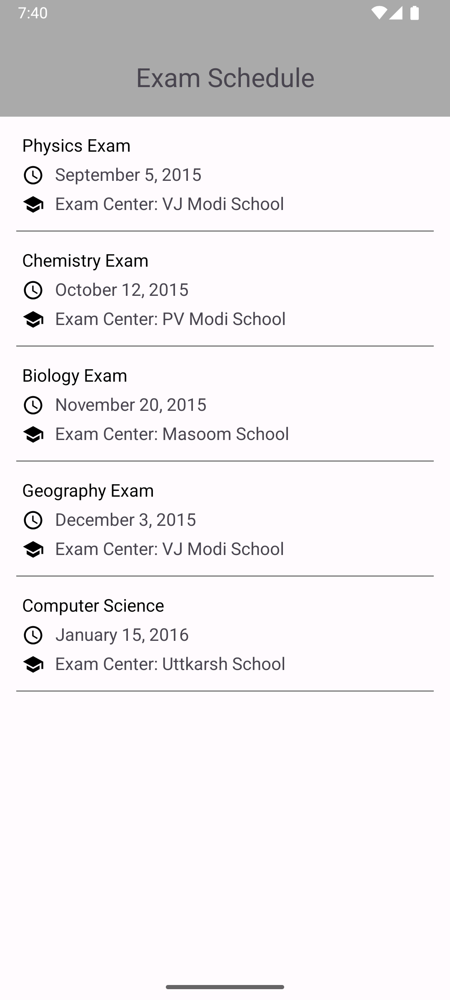 7:40
Exam Schedule
Physics Exam
September 5, 2015
Exam Center: VJ Modi School
Chemistry Exam
October 12, 2015
Exam Center: PV Modi School
Biology Exam
November 20, 2015
Exam Center: Masoom School
Geography Exam
December 3, 2015
Exam Center: VJ Modi School
Computer Science
January 15, 2016
Exam Center: Uttkarsh School